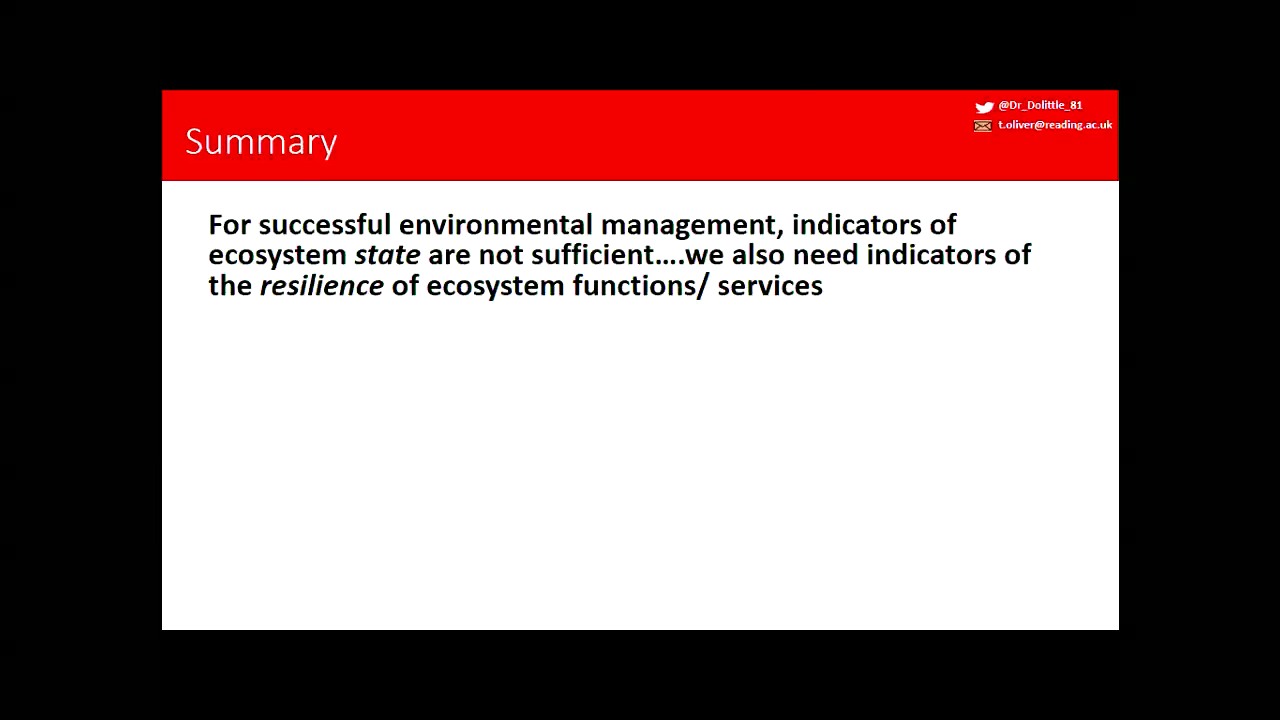 @Dr_Dolittle_81
t.oliver@reading.ac.uk
Summary
For successful environmental management, indicators of
ecosystem state are not sufficient....we also need indicators of
the resilience of ecosystem functions/ services